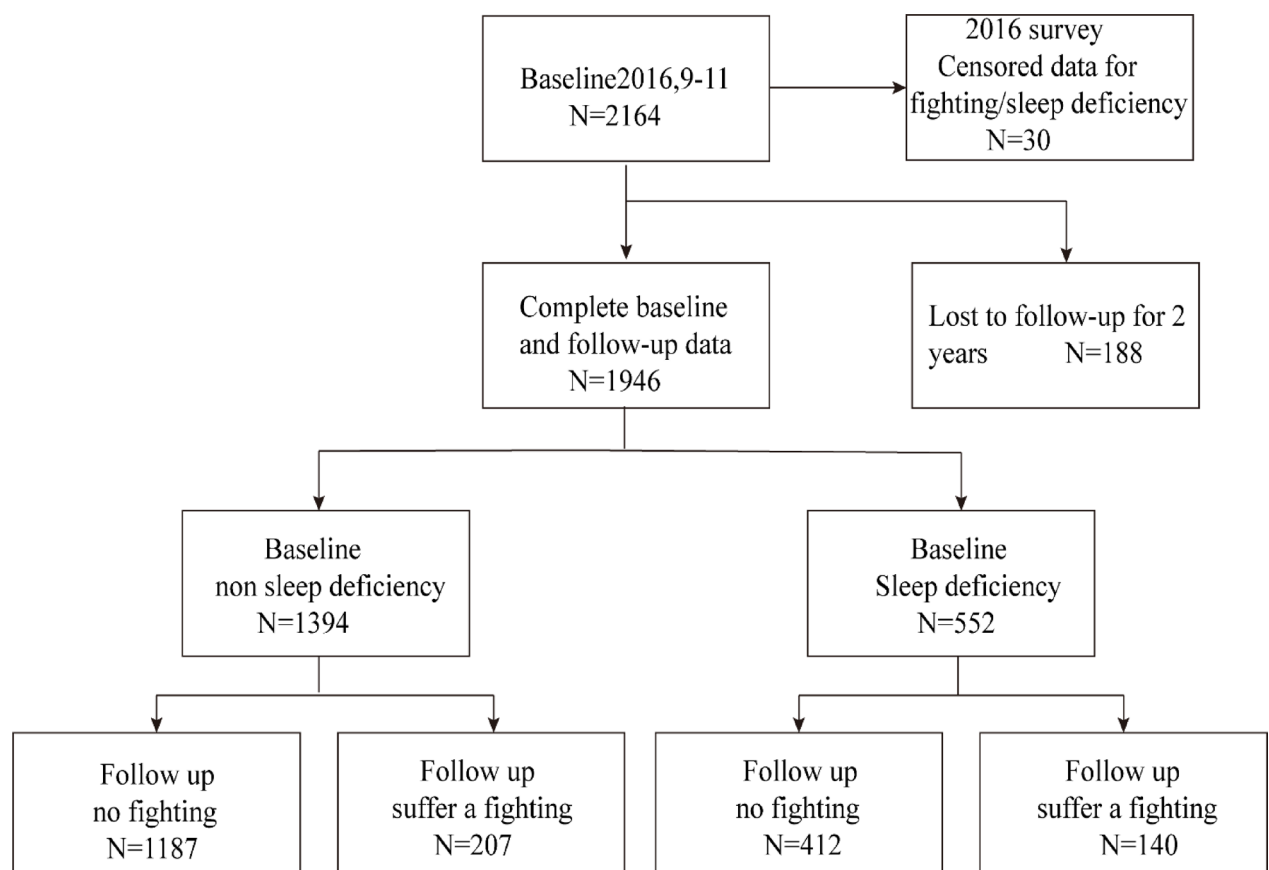 Baseline2016,9-11
N=2164
2016 survey
Censored data for
fighting/sleep deficiency
N=30
Complete baseline
and follow-up data
N=1946
Lost to follow-up for 2
years N=188
Baseline
non sleep deficiency
N=1394
Baseline
Sleep deficiency
N=552
Follow up
no fighting
N=1187
Follow up
suffer a fighting
N=207
Follow up
no fighting
N=412
Follow up
suffer a fighting
N=140